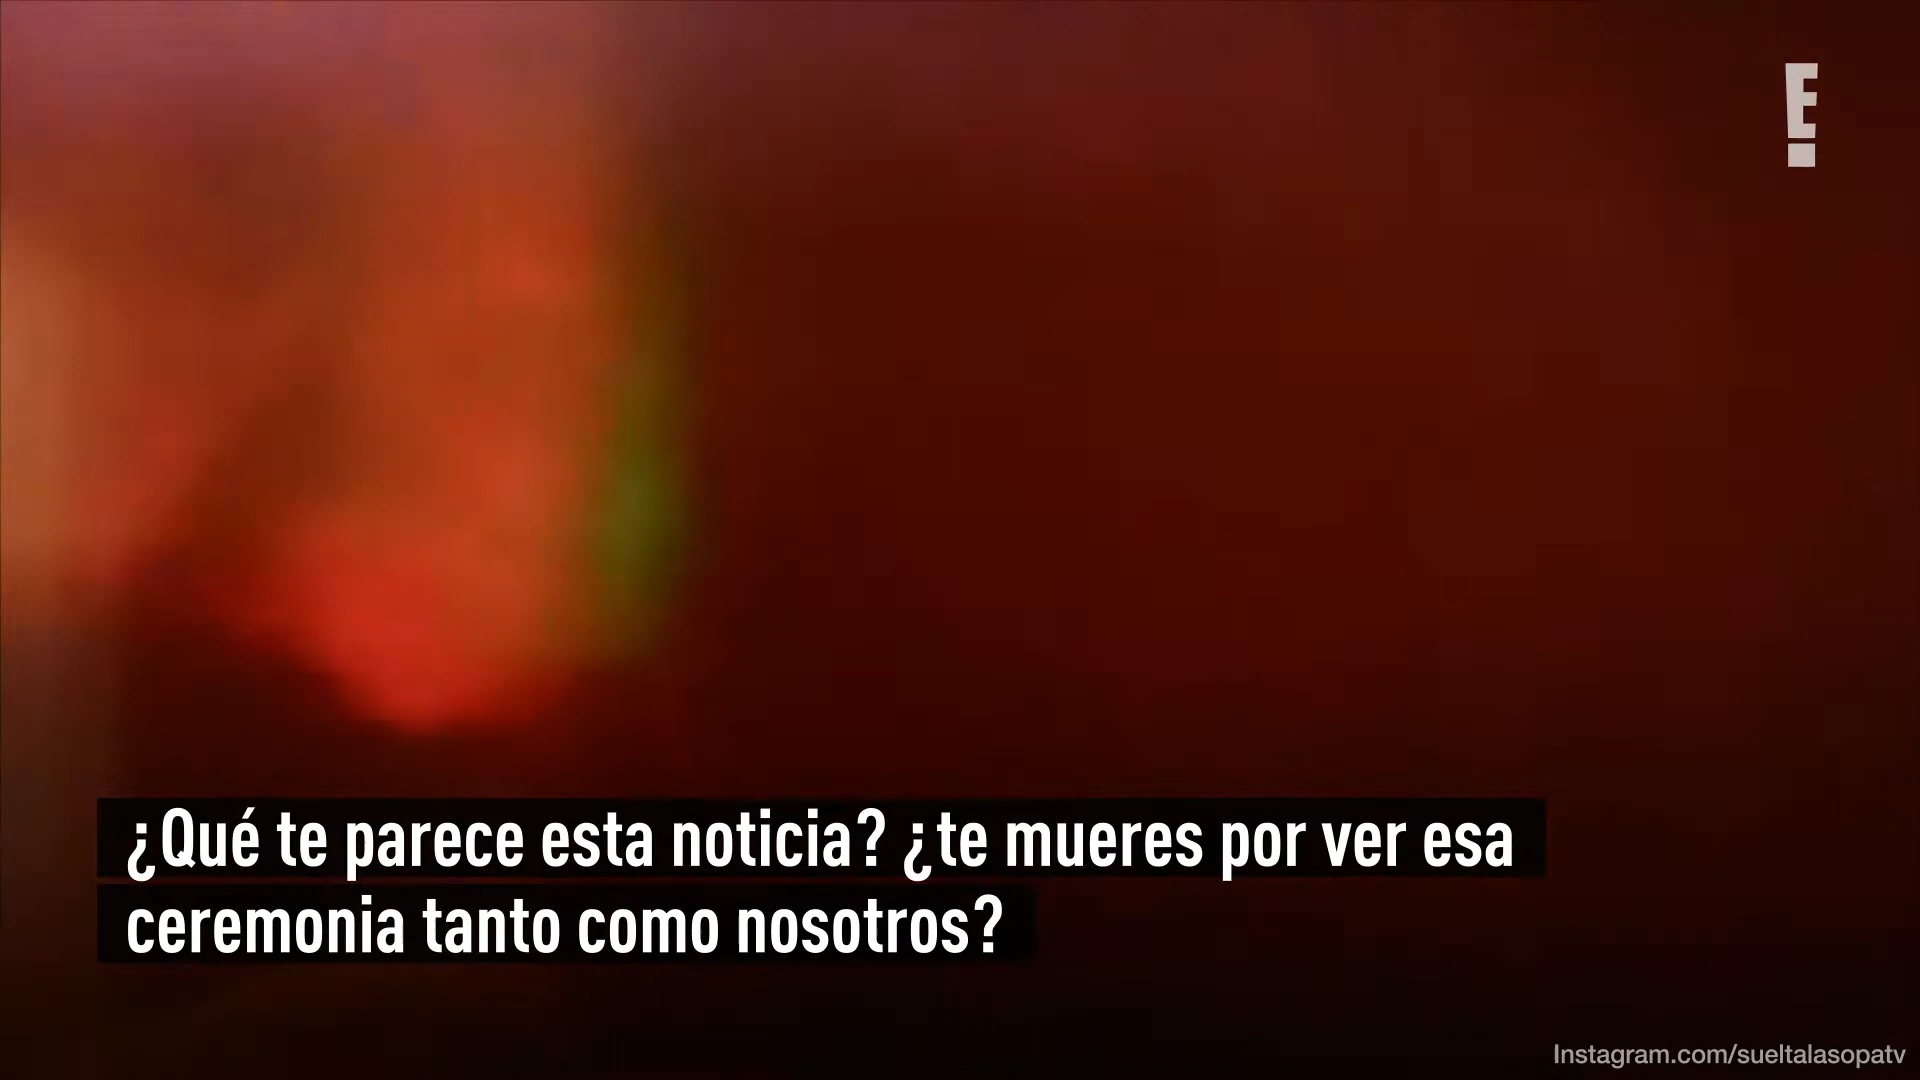 E!
¿Qué te parece esta noticia? ¿te mueres por ver esa
ceremonia tanto como nosotros?
Instagram.com/sueltalasopatv